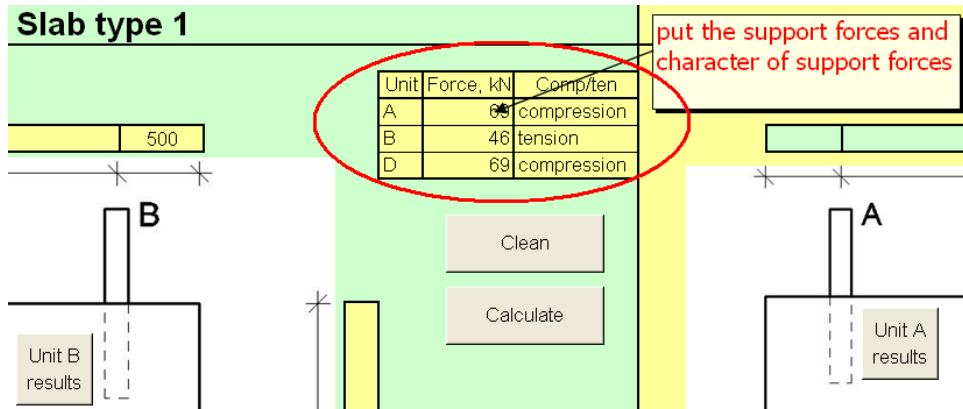 Slab type 1
put the support forces and
character of support forces
Unit Force, kN Comp/ten
A compression
B 46 tension
D 69 compression
500
B
A
Clean
Calculate
Unit B
results
Unit A
results